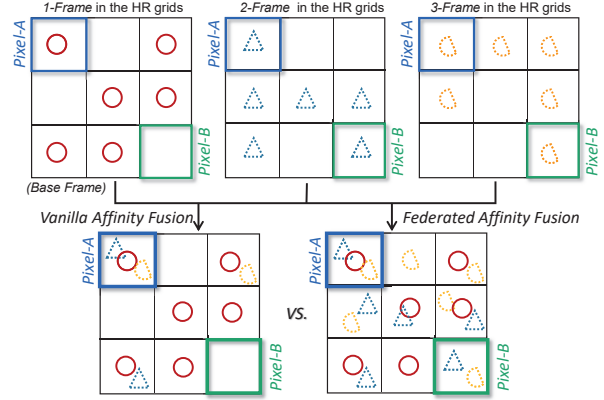 1-Frame in the HR grids
2-Frame in the HR grids
3-Frame in the HR grids
Pixel-A
Pixel-A
Pixel-A
Pixel-B
Pixel-B
Pixel-B
(Base Frame)
Vanilla Affinity Fusion
Federated Affinity Fusion
Pixel-A
Pixel-A
VS.
Pixel-B
Pixel-B